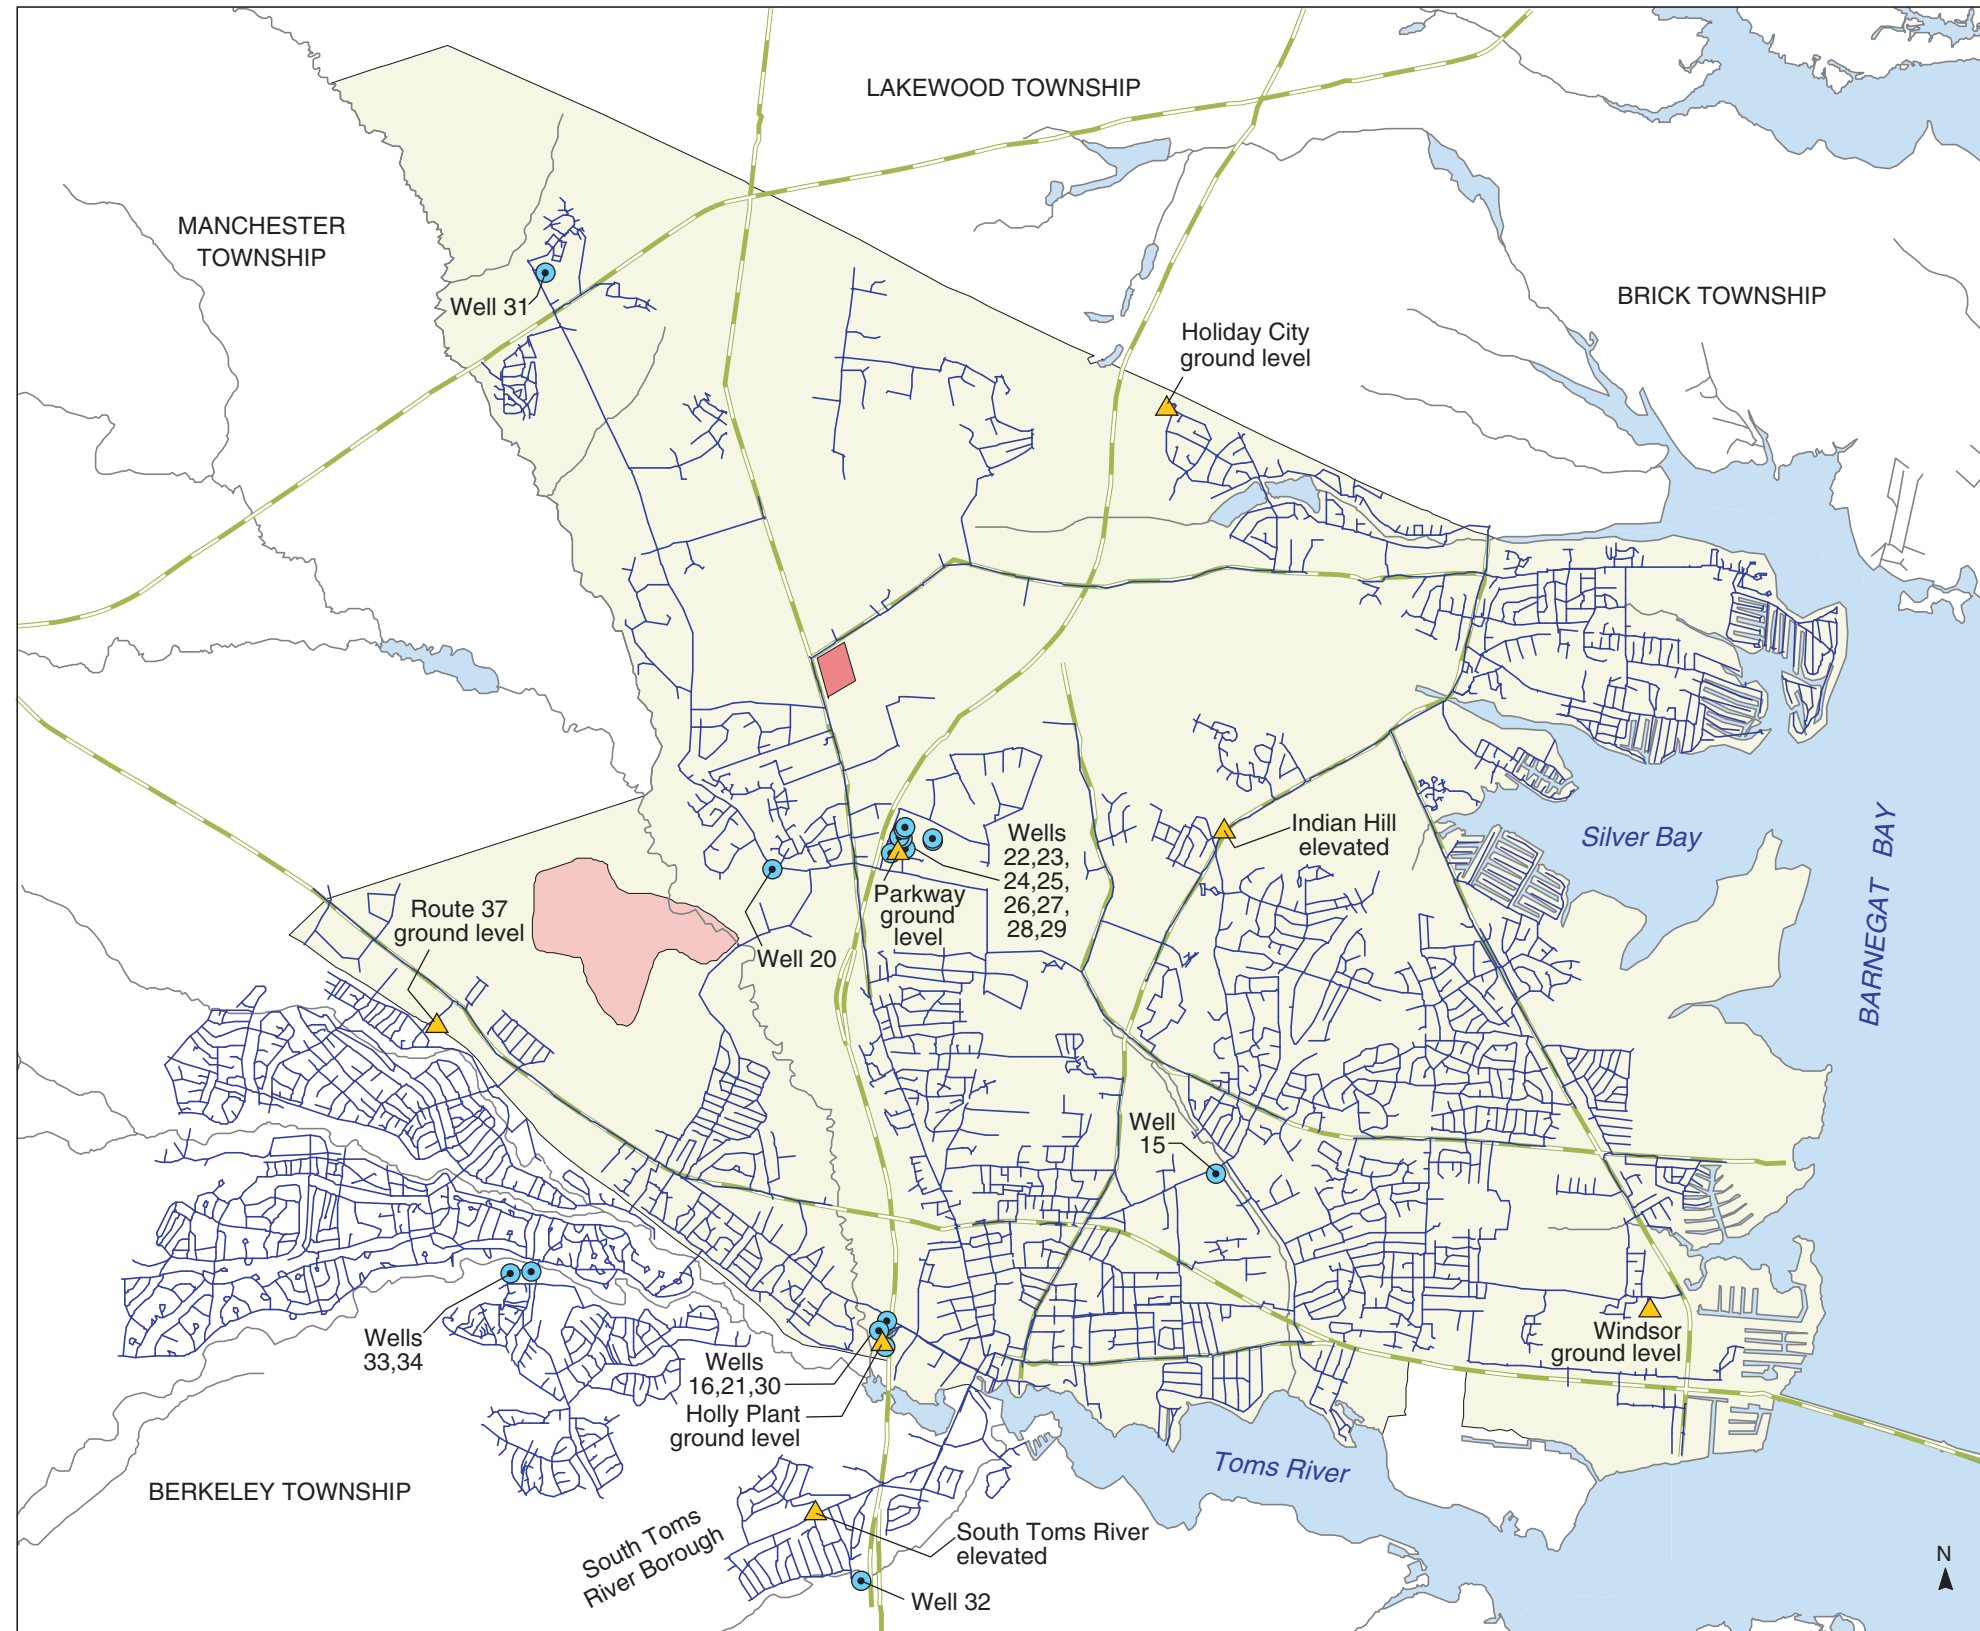 LAKEWOOD TOWNSHIP
MANCHESTER
TOWNSHIP
BRICK TOWNSHIP
Well 31
Holiday City
ground level
Indian Hill
elevated
Silver Bay
BARNEGAT BAY
Wells
22,23,
24,25,
26,27,
28,29
Parkway
ground
level
Route 37
ground level
Well 20
Well
15
Wells
33,34
Wells
16,21,30
Holly Plant
ground level
Windsor
ground level
Toms River
BERKELEY TOWNSHIP
South Toms
River Borough
South Toms River
elevated
Well 32
N